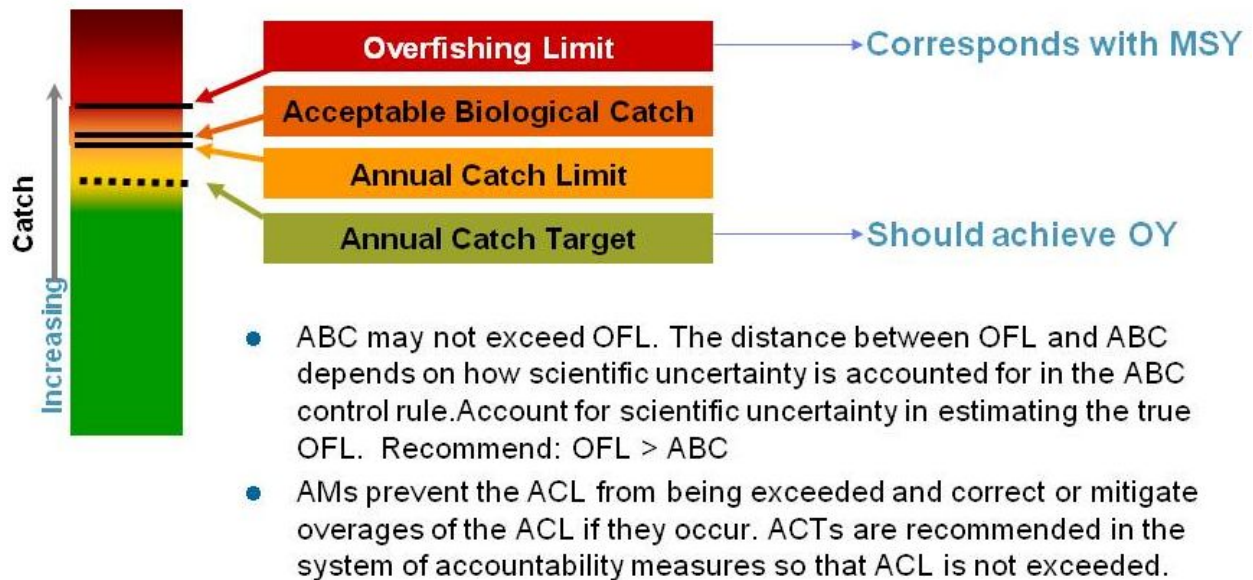 Overfishing Limit
Corresponds with MSY
Acceptable Biological Catch
Annual Catch Limit
Annual Catch Target
Should achieve OY
Catch
Increasing
● ABC may not exceed OFL. The distance between OFL and ABC
depends on how scientific uncertainty is accounted for in the ABC
control rule.Account for scientific uncertainty in estimating the true
OFL. Recommend: OFL > ABC
● AMs prevent the ACL from being exceeded and correct or mitigate
overages of the ACL if they occur. ACTs are recommended in the
system of accountability measures so that ACL is not exceeded.